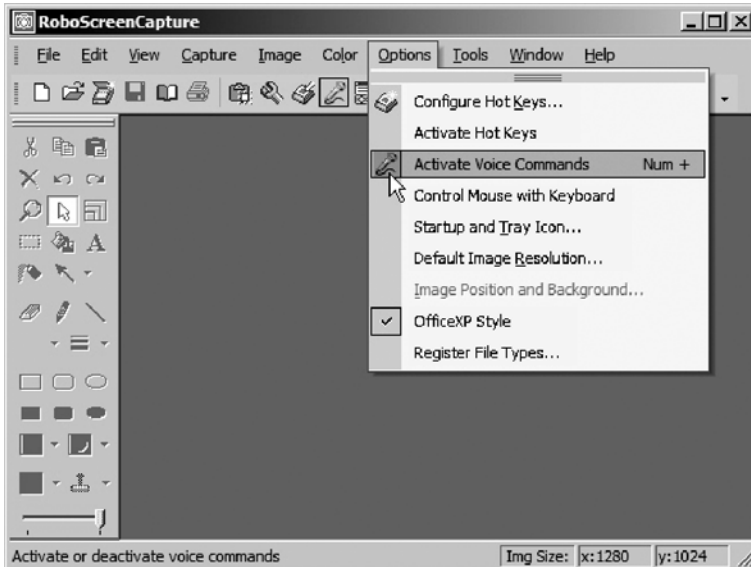 RoboScreenCapture
File Edit View Capture Image Color Options Tools Window Help
Configure Hot Keys...
Activate Hot Keys
Activate Voice Commands Num +
Control Mouse with Keyboard
Startup and Tray Icon...
Default Image Resolution...
Image Position and Background...
OfficeXP Style
Register File Types...
A
Activate or deactivate voice commands Img Size: x:1280 y:1024